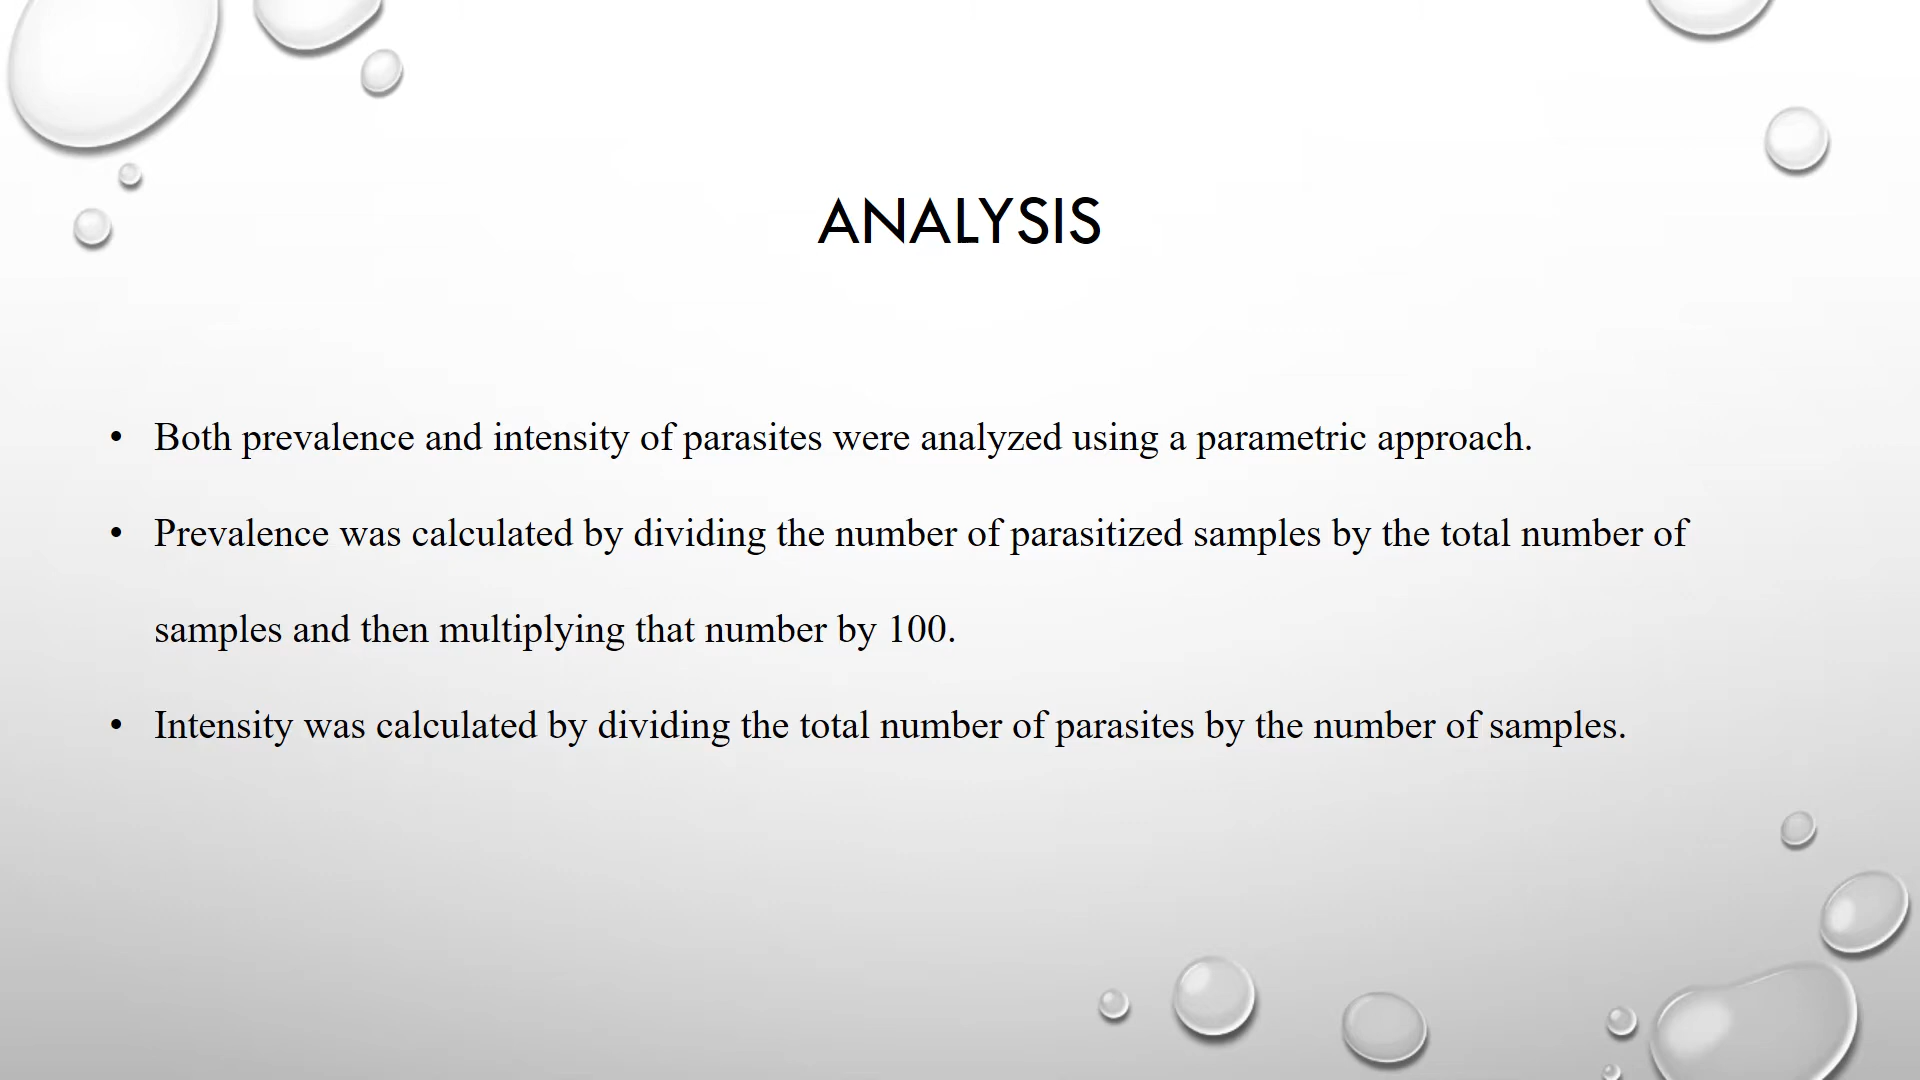 ANALYSIS
• Both prevalence and intensity of parasites were analyzed using a parametric approach.
• Prevalence was calculated by dividing the number of parasitized samples by the total number of
samples and then multiplying that number by 100.
• Intensity was calculated by dividing the total number of parasites by the number of samples.